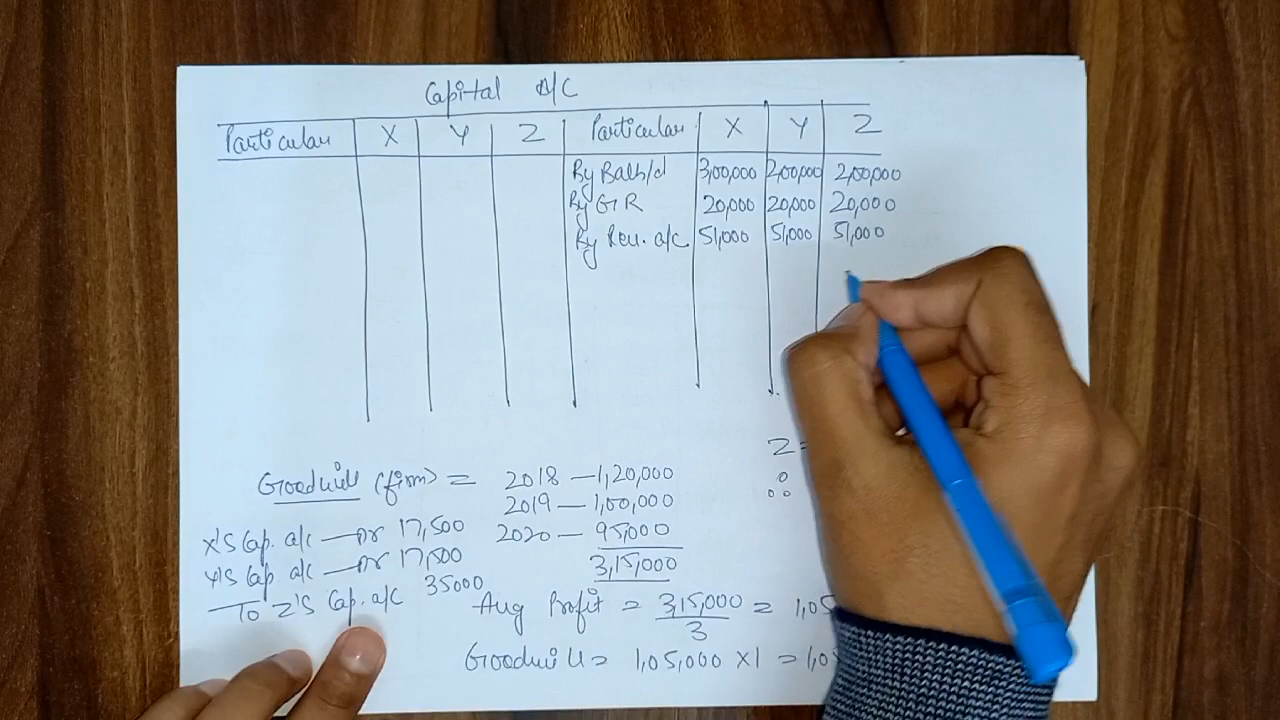 Capital A/C
Particulars X Y Z Particulars X Y Z
By Bal b/d 3,00,000 2,00,000 2,00,000
By G R 20,000 20,000 20,000
By Rev. a/c 51,000 51,000 51,000
Z =
Goodwill (firm) = 2018 — 1,20,000
2019 — 1,00,000
2020 — 95,000
3,15,000
X's Cap. a/c — Dr 17,500
Y's Cap a/c — Dr 17,500
To Z's Cap. a/c 35000
Avg Profit = 3,15,000 / 3 = 1,05
Goodwill = 1,05,000 X 1 = 1,0